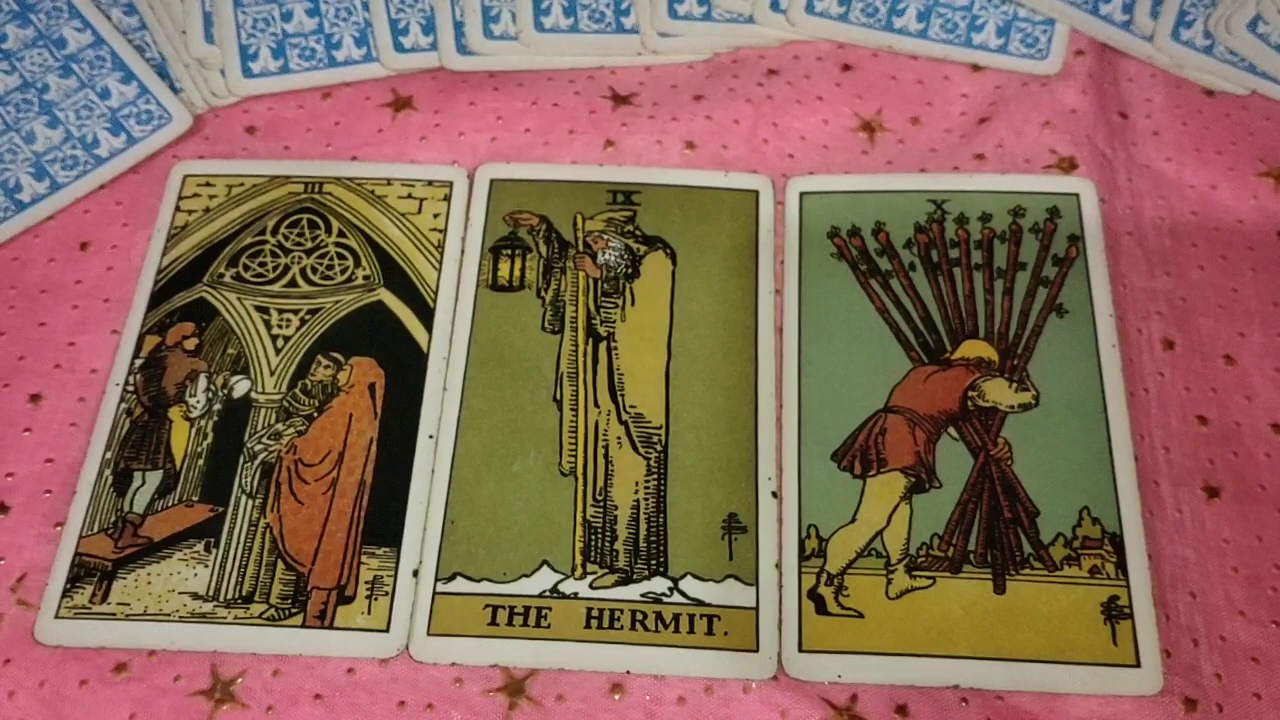 III
IX
X
THE HERMIT.